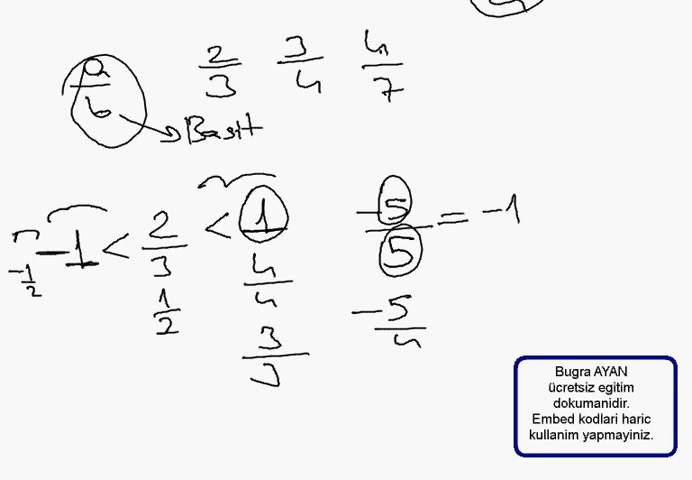 a/b 2/3 3/4 4/7
Basit
-1/2 -1 < 2/3 < 1 -5/5 = -1
1/2 4/4 -5/4
3/3
Bugra AYAN
ücretsiz egitim
dokumanidir.
Embed kodlari haric
kullanim yapmayiniz.